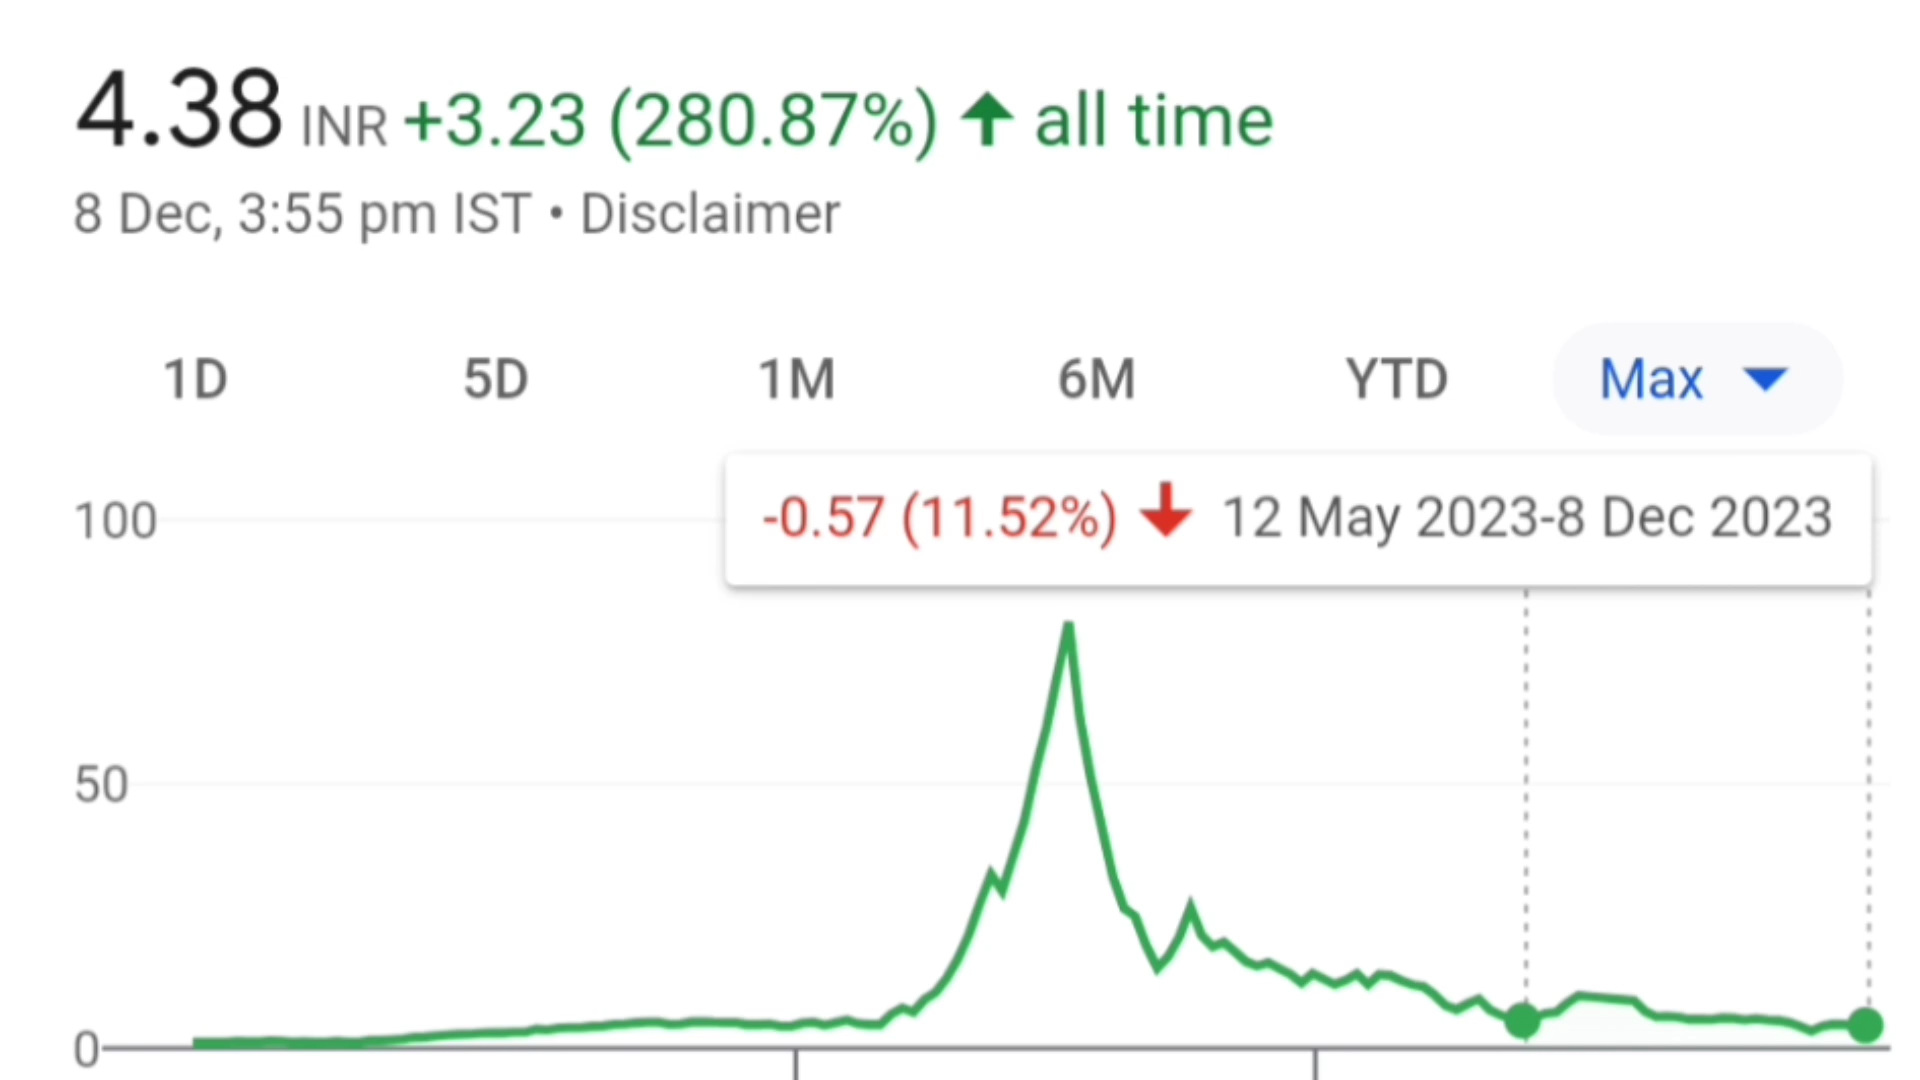 4.38 INR +3.23 (280.87%) ↑ all time
8 Dec, 3:55 pm IST • Disclaimer
1D 5D 1M 6M YTD Max
-0.57 (11.52%) ↓ 12 May 2023-8 Dec 2023
100
50
0